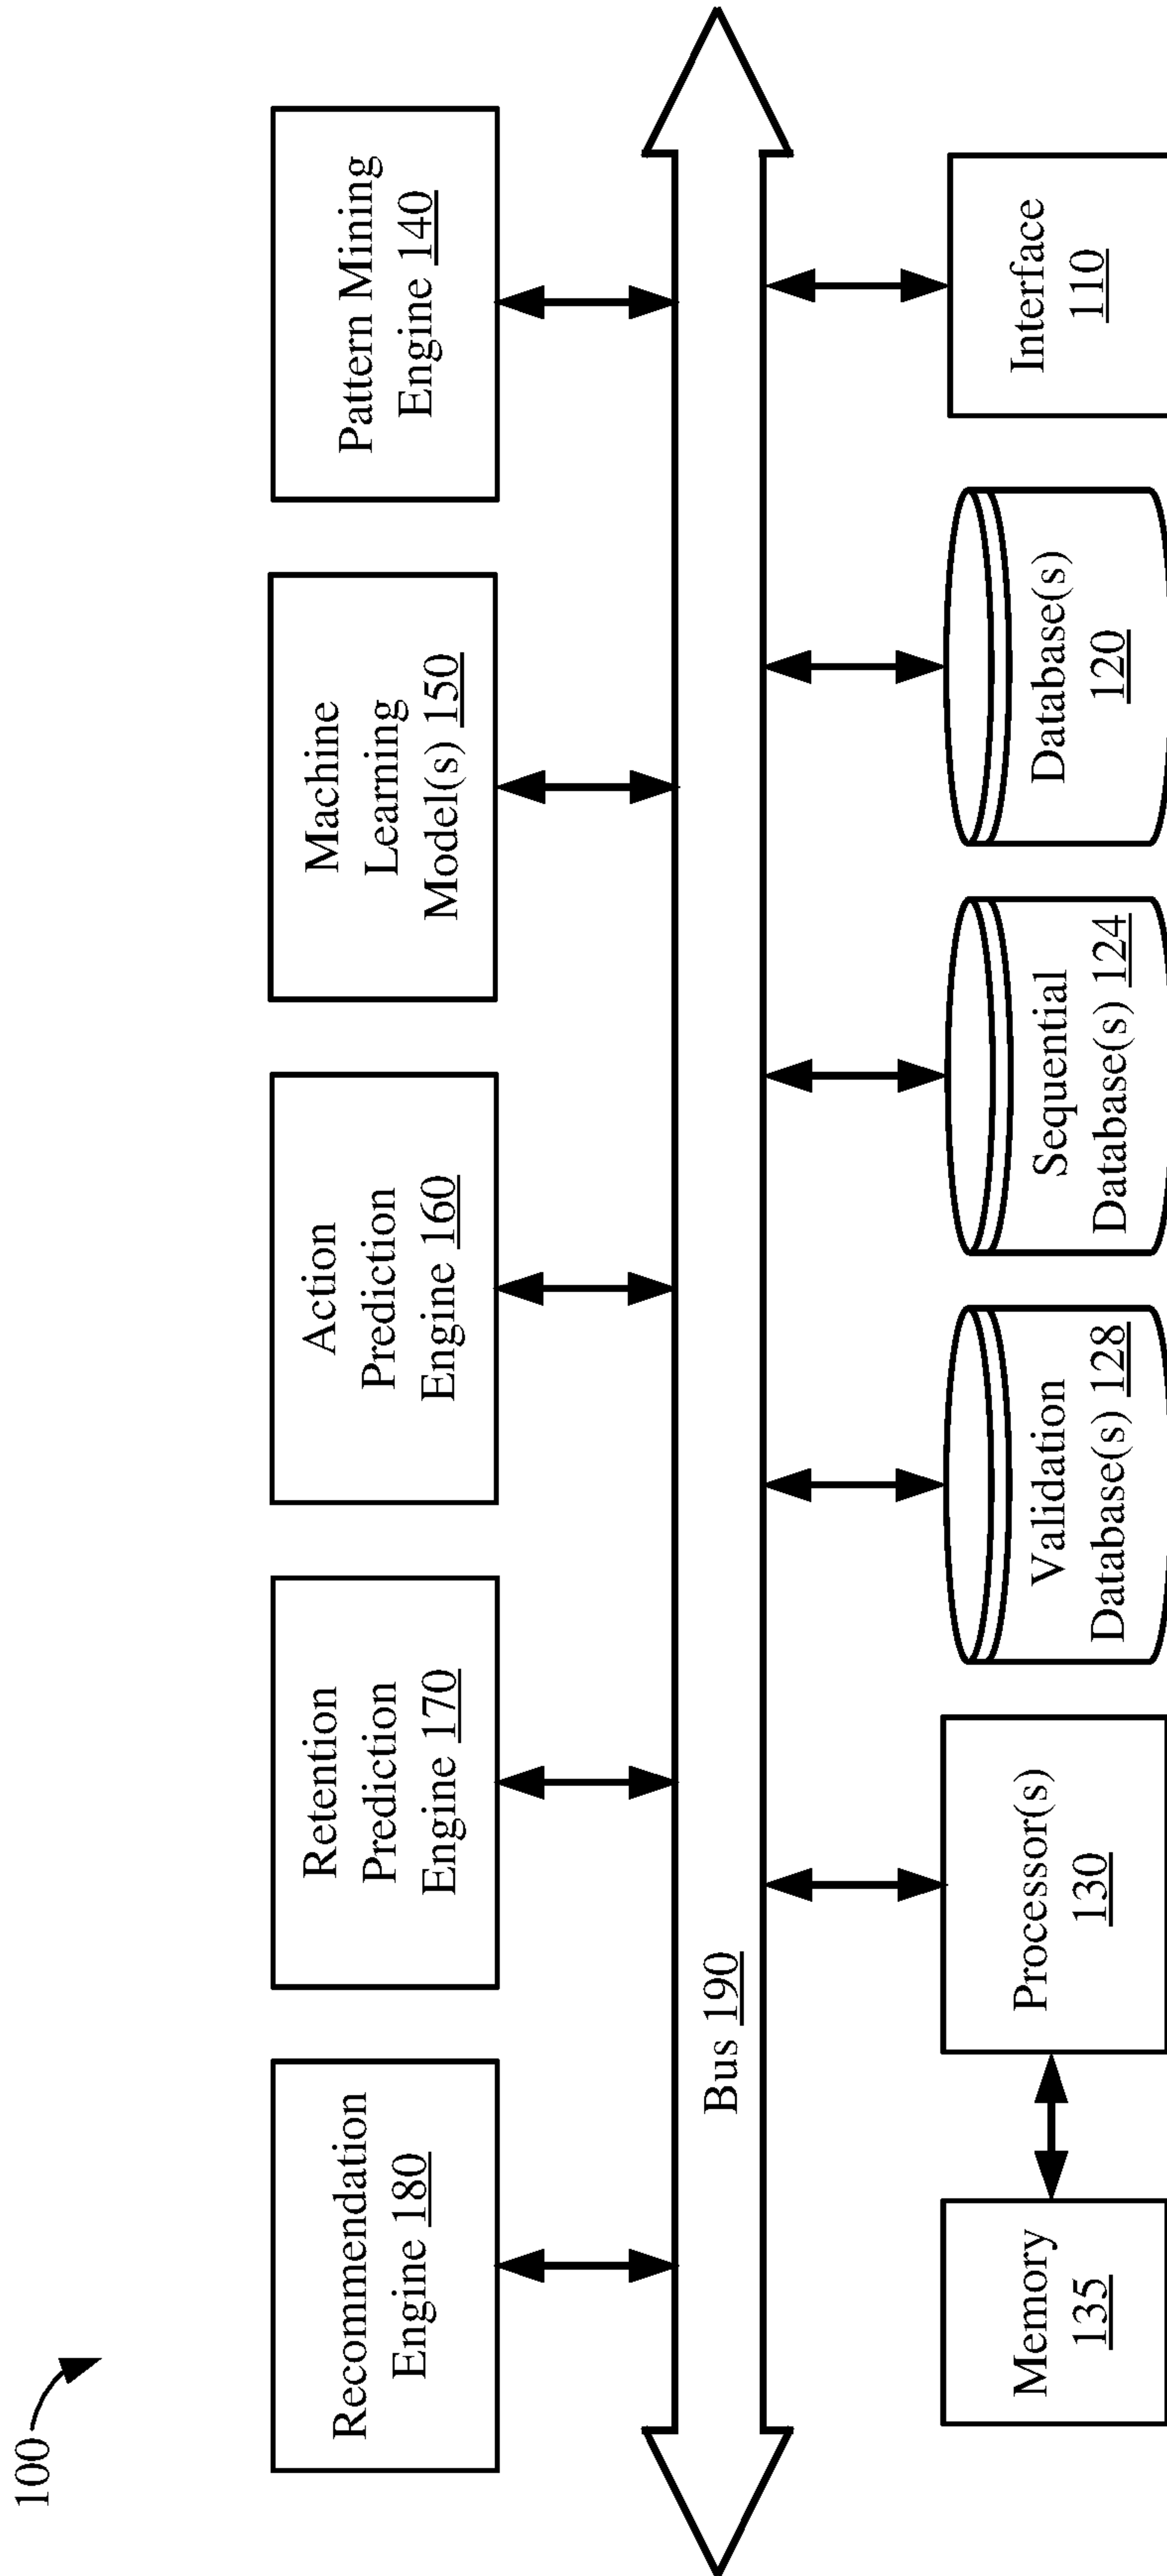 100
Recommendation
Engine 180
Retention
Prediction
Engine 170
Action
Prediction
Engine 160
Machine
Learning
Model(s) 150
Pattern Mining
Engine 140
Bus 190
Memory
135
Processor(s)
130
Validation
Database(s) 128
Sequential
Database(s) 124
Database(s)
120
Interface
110